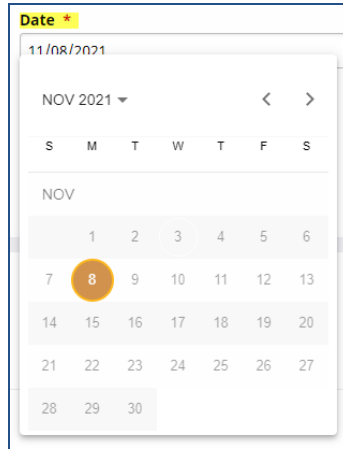 Date *
11/08/2021
NOV 2021
S M T W T F S
NOV
1 2 3 4 5 6
7 8 9 10 11 12 13
14 15 16 17 18 19 20
21 22 23 24 25 26 27
28 29 30